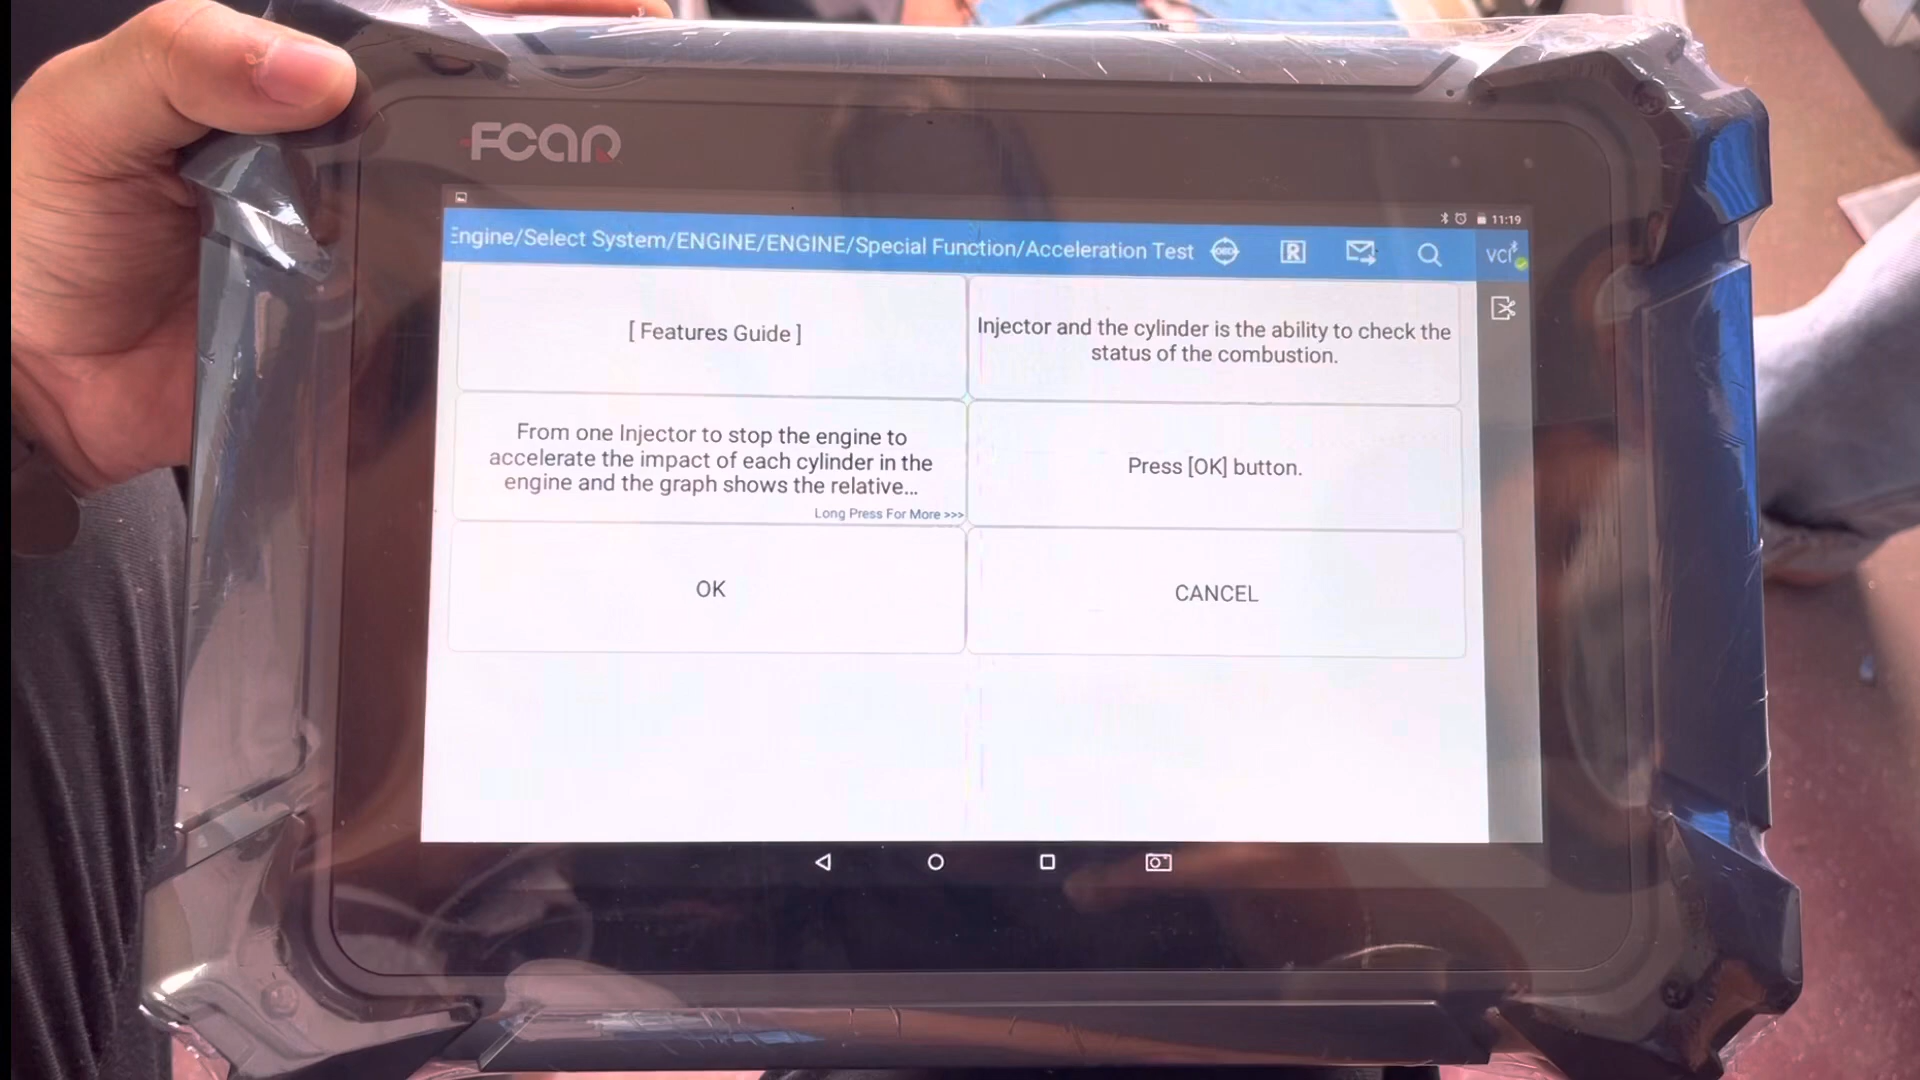 FCAR
11:19
Engine/Select System/ENGINE/ENGINE/Special Function/Acceleration Test
R
VCI
[ Features Guide ]
Injector and the cylinder is the ability to check the
status of the combustion.
From one Injector to stop the engine to
accelerate the impact of each cylinder in the
engine and the graph shows the relative...
Long Press For More >>>
Press [OK] button.
OK
CANCEL